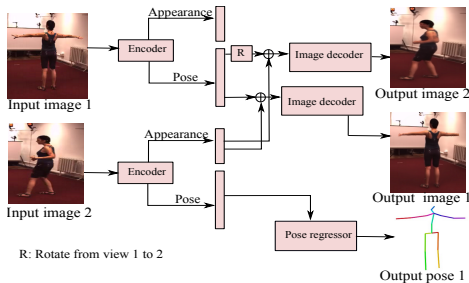 Appearance
Encoder
Pose
Input image 1
R
Image decoder
Output image 2
Image decoder
Appearance
Encoder
Pose
Input image 2
Output image 1
Pose regressor
R: Rotate from view 1 to 2
Output pose 1